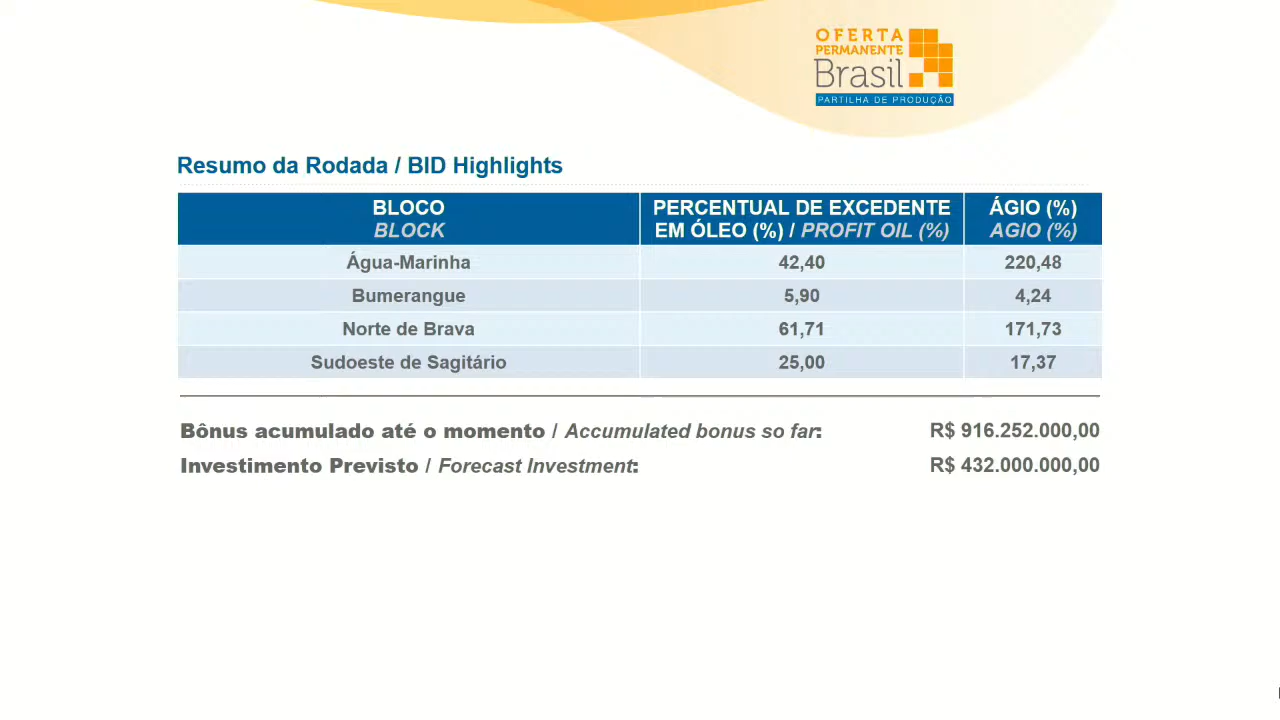 OFERTA
PERMANENTE
Brasil
PARTILHA DE PRODUÇÃO
Resumo da Rodada / BID Highlights
BLOCO PERCENTUAL DE EXCEDENTE ÁGIO (%)
BLOCK EM ÓLEO (%) / PROFIT OIL (%) AGIO (%)
Água-Marinha 42,40 220,48
Bumerangue 5,90 4,24
Norte de Brava 61,71 171,73
Sudoeste de Sagitário 25,00 17,37
Bônus acumulado até o momento / Accumulated bonus so far: R$ 916.252.000,00
Investimento Previsto / Forecast Investment: R$ 432.000.000,00